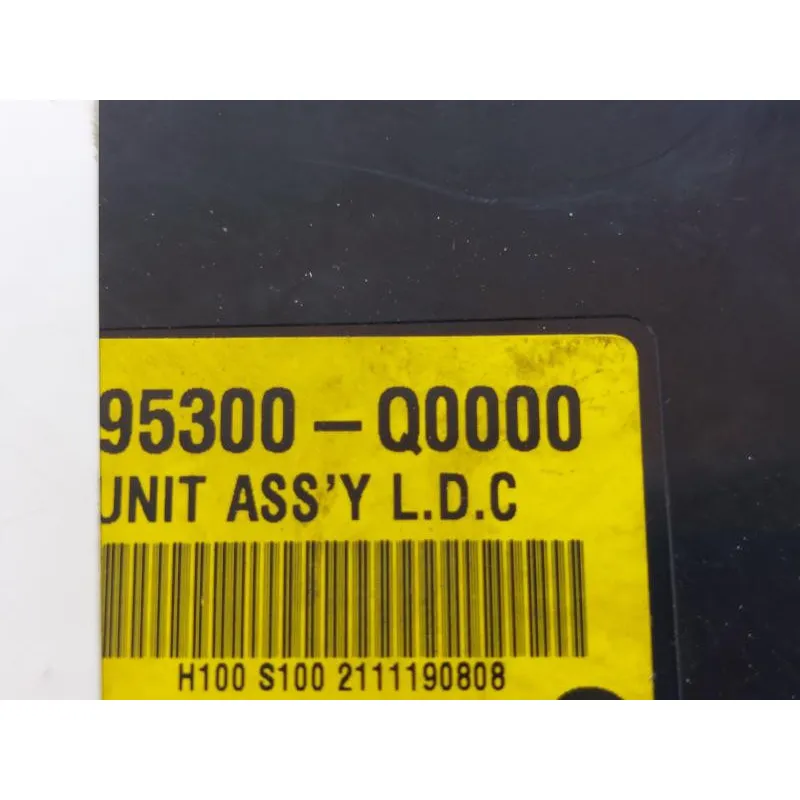 95300-Q0000
UNIT ASS'Y L.D.C
H100 S100 2111190808